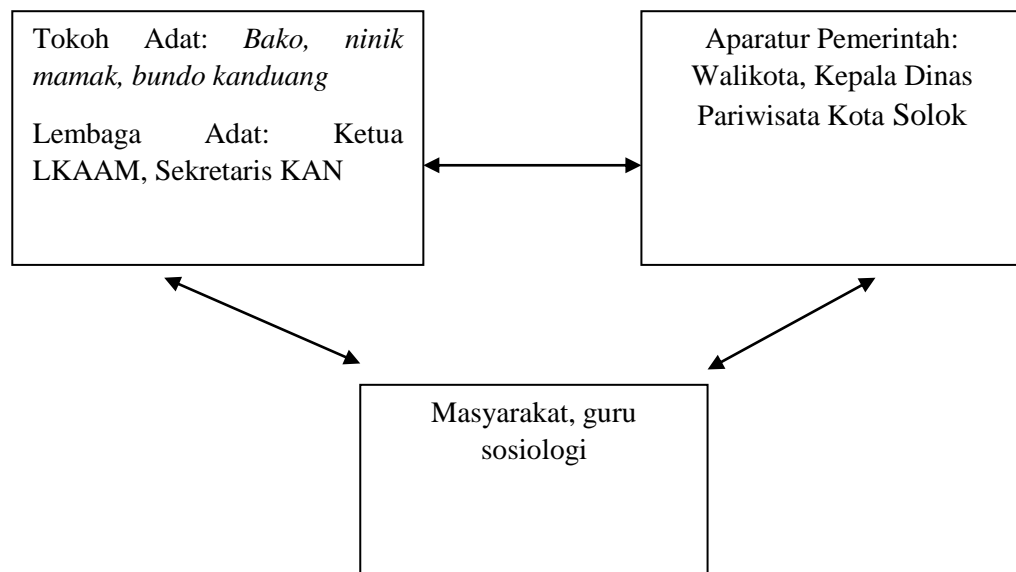 Tokoh Adat: Bako, ninik
mamak, bundo kanduang
Lembaga Adat: Ketua
LKAAM, Sekretaris KAN
Aparatur Pemerintah:
Walikota, Kepala Dinas
Pariwisata Kota Solok
Masyarakat, guru
sosiologi